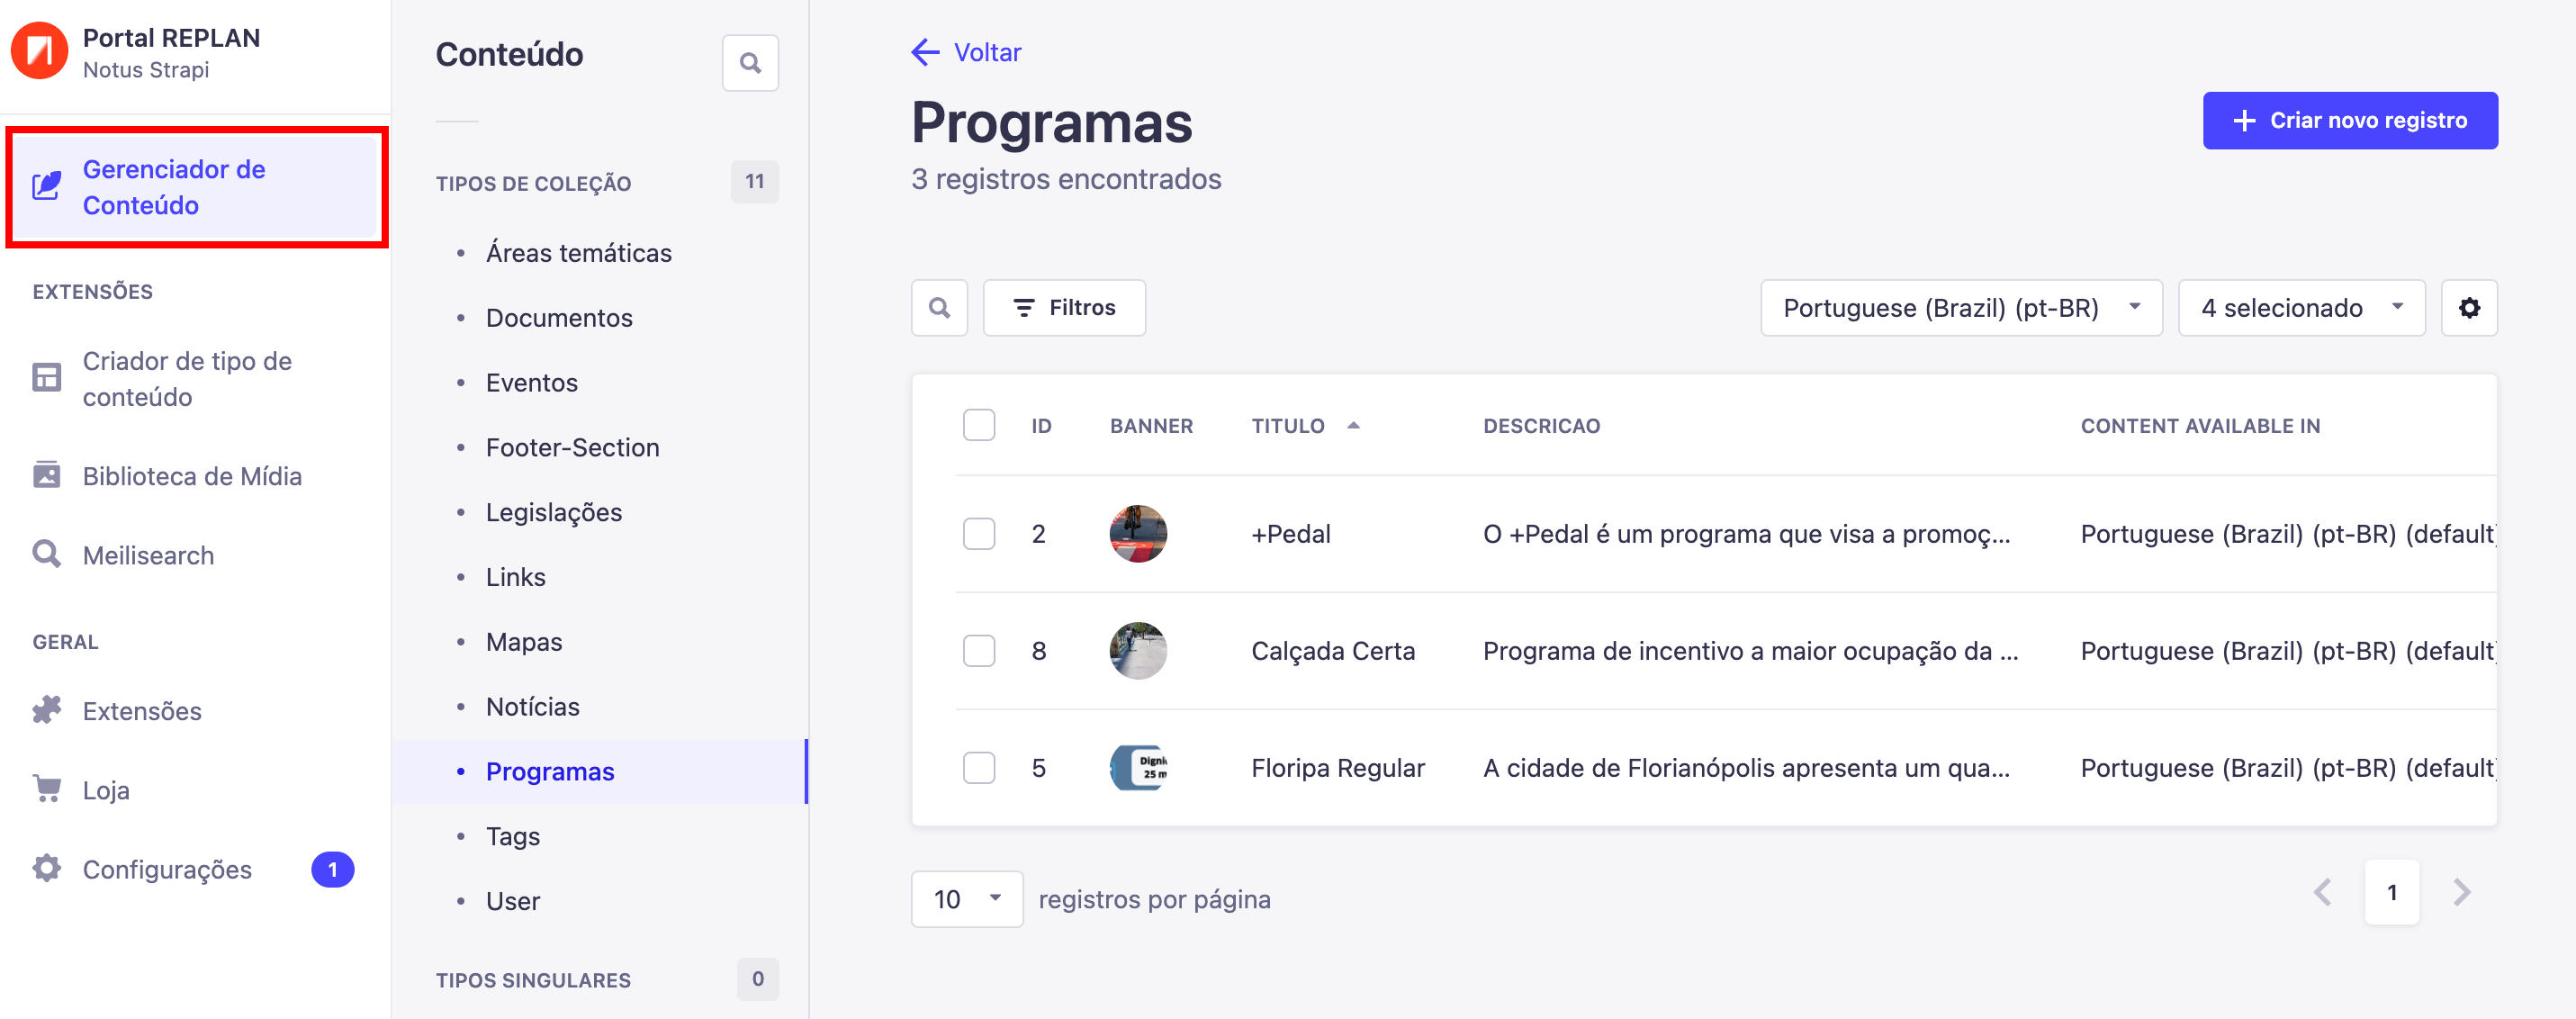 Portal REPLAN
Notus Strapi
Gerenciador de
Conteúdo
EXTENSÕES
Criador de tipo de
conteúdo
Biblioteca de Mídia
Meilisearch
GERAL
Extensões
Loja
Configurações 1
Conteúdo
TIPOS DE COLEÇÃO 11
Áreas temáticas
Documentos
Eventos
Footer-Section
Legislações
Links
Mapas
Notícias
Programas
Tags
User
TIPOS SINGULARES 0
Voltar
Programas
3 registros encontrados
Criar novo registro
Filtros
Portuguese (Brazil) (pt-BR)
4 selecionado
ID BANNER TITULO DESCRICAO CONTENT AVAILABLE IN
2 +Pedal O +Pedal é um programa que visa a promoç... Portuguese (Brazil) (pt-BR) (default)
8 Calçada Certa Programa de incentivo a maior ocupação da ... Portuguese (Brazil) (pt-BR) (default)
5 Floripa Regular A cidade de Florianópolis apresenta um qua... Portuguese (Brazil) (pt-BR) (default)
10 registros por página
1